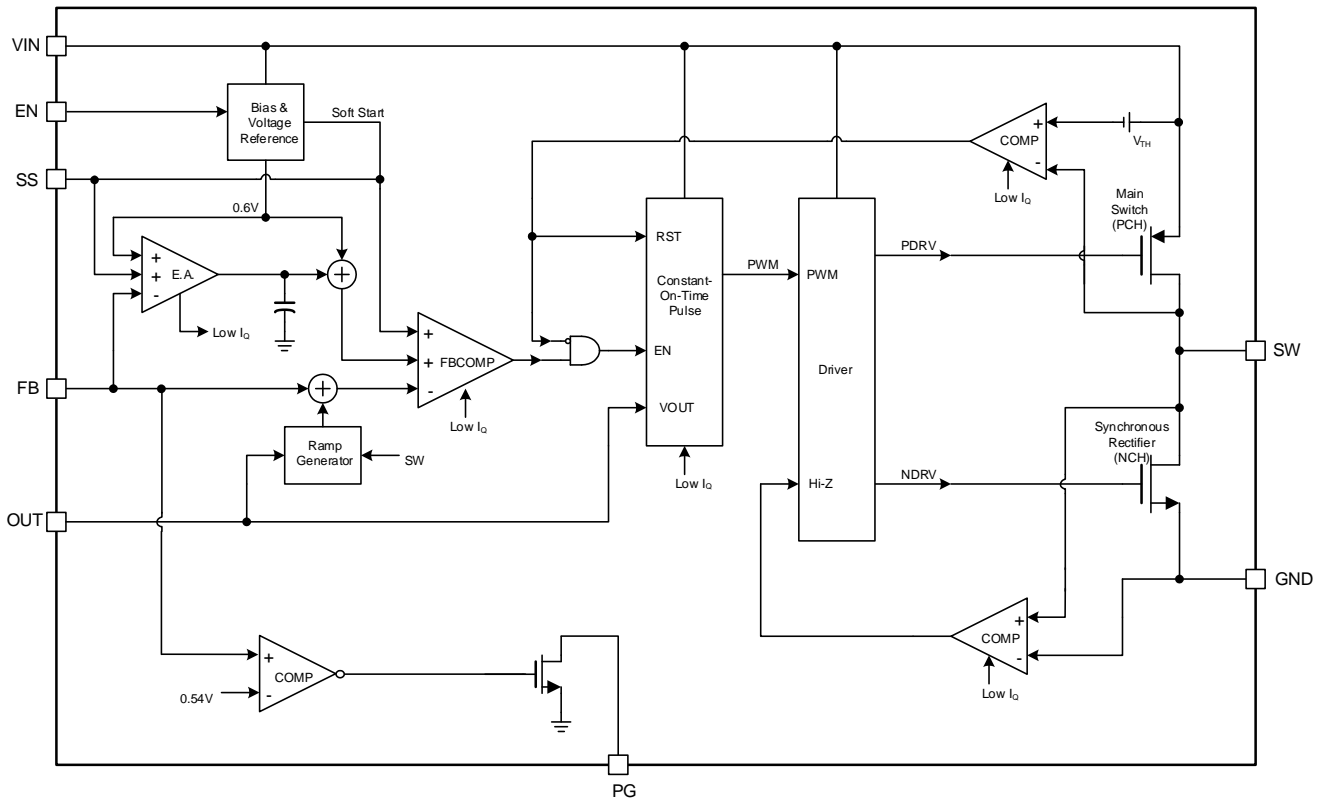 VIN
EN
Bias &
Voltage
Reference
Soft Start
SS
0.6V
+
+
-
E.A.
Low IQ
+
+
+
-
FBCOMP
Low IQ
FB
+
Ramp
Generator
SW
OUT
+
-
COMP
VTH
Low IQ
Main
Switch
(PCH)
RST
Constant-
On-Time
Pulse
EN
VOUT
Low IQ
PWM
PWM
Driver
Hi-Z
PDRV
NDRV
SW
Synchronous
Rectifier
(NCH)
GND
+
-
COMP
Low IQ
+
-
COMP
0.54V
PG